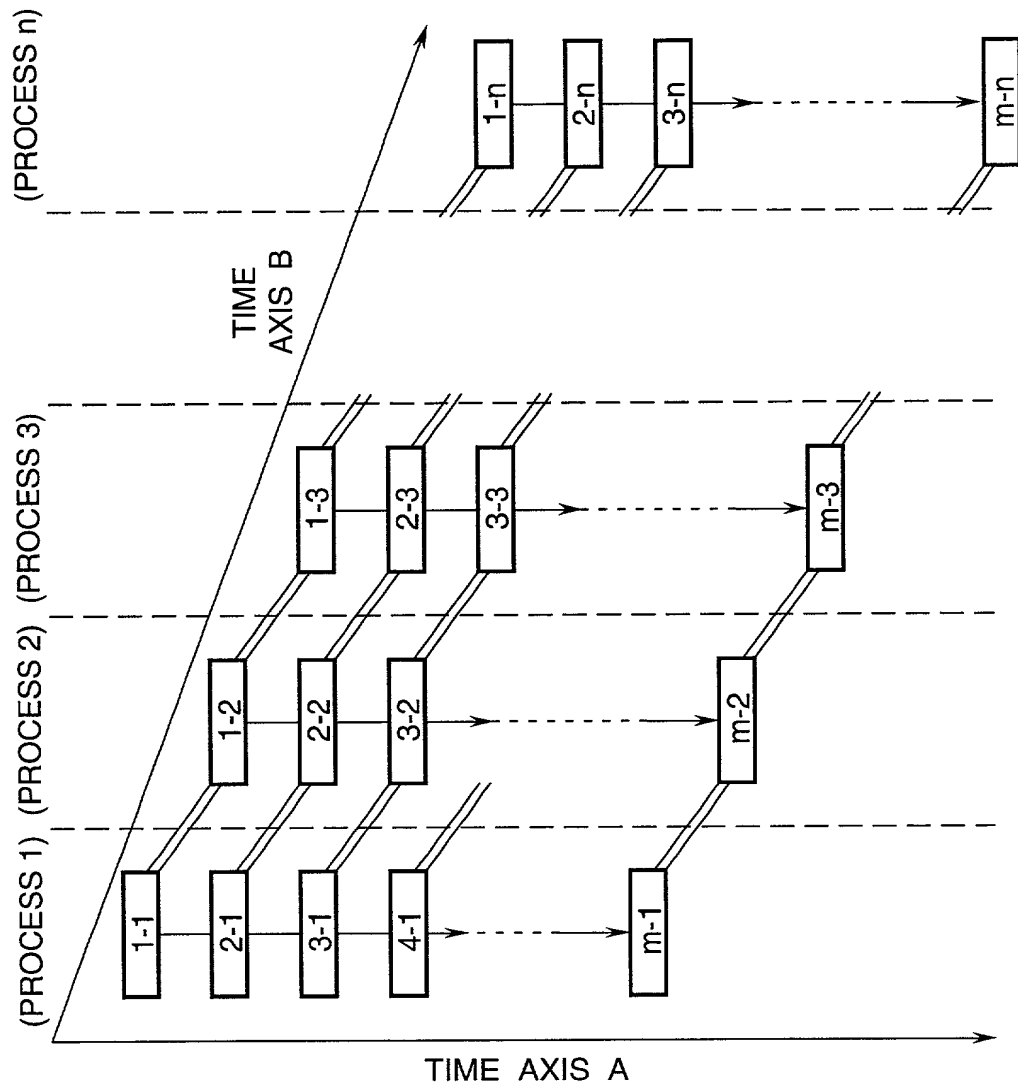 (PROCESS 1) (PROCESS 2) (PROCESS 3) (PROCESS n)
TIME
AXIS B
1-1
2-1
3-1
4-1
m-1
1-2
2-2
3-2
m-2
1-3
2-3
3-3
m-3
1-n
2-n
3-n
m-n
TIME AXIS A